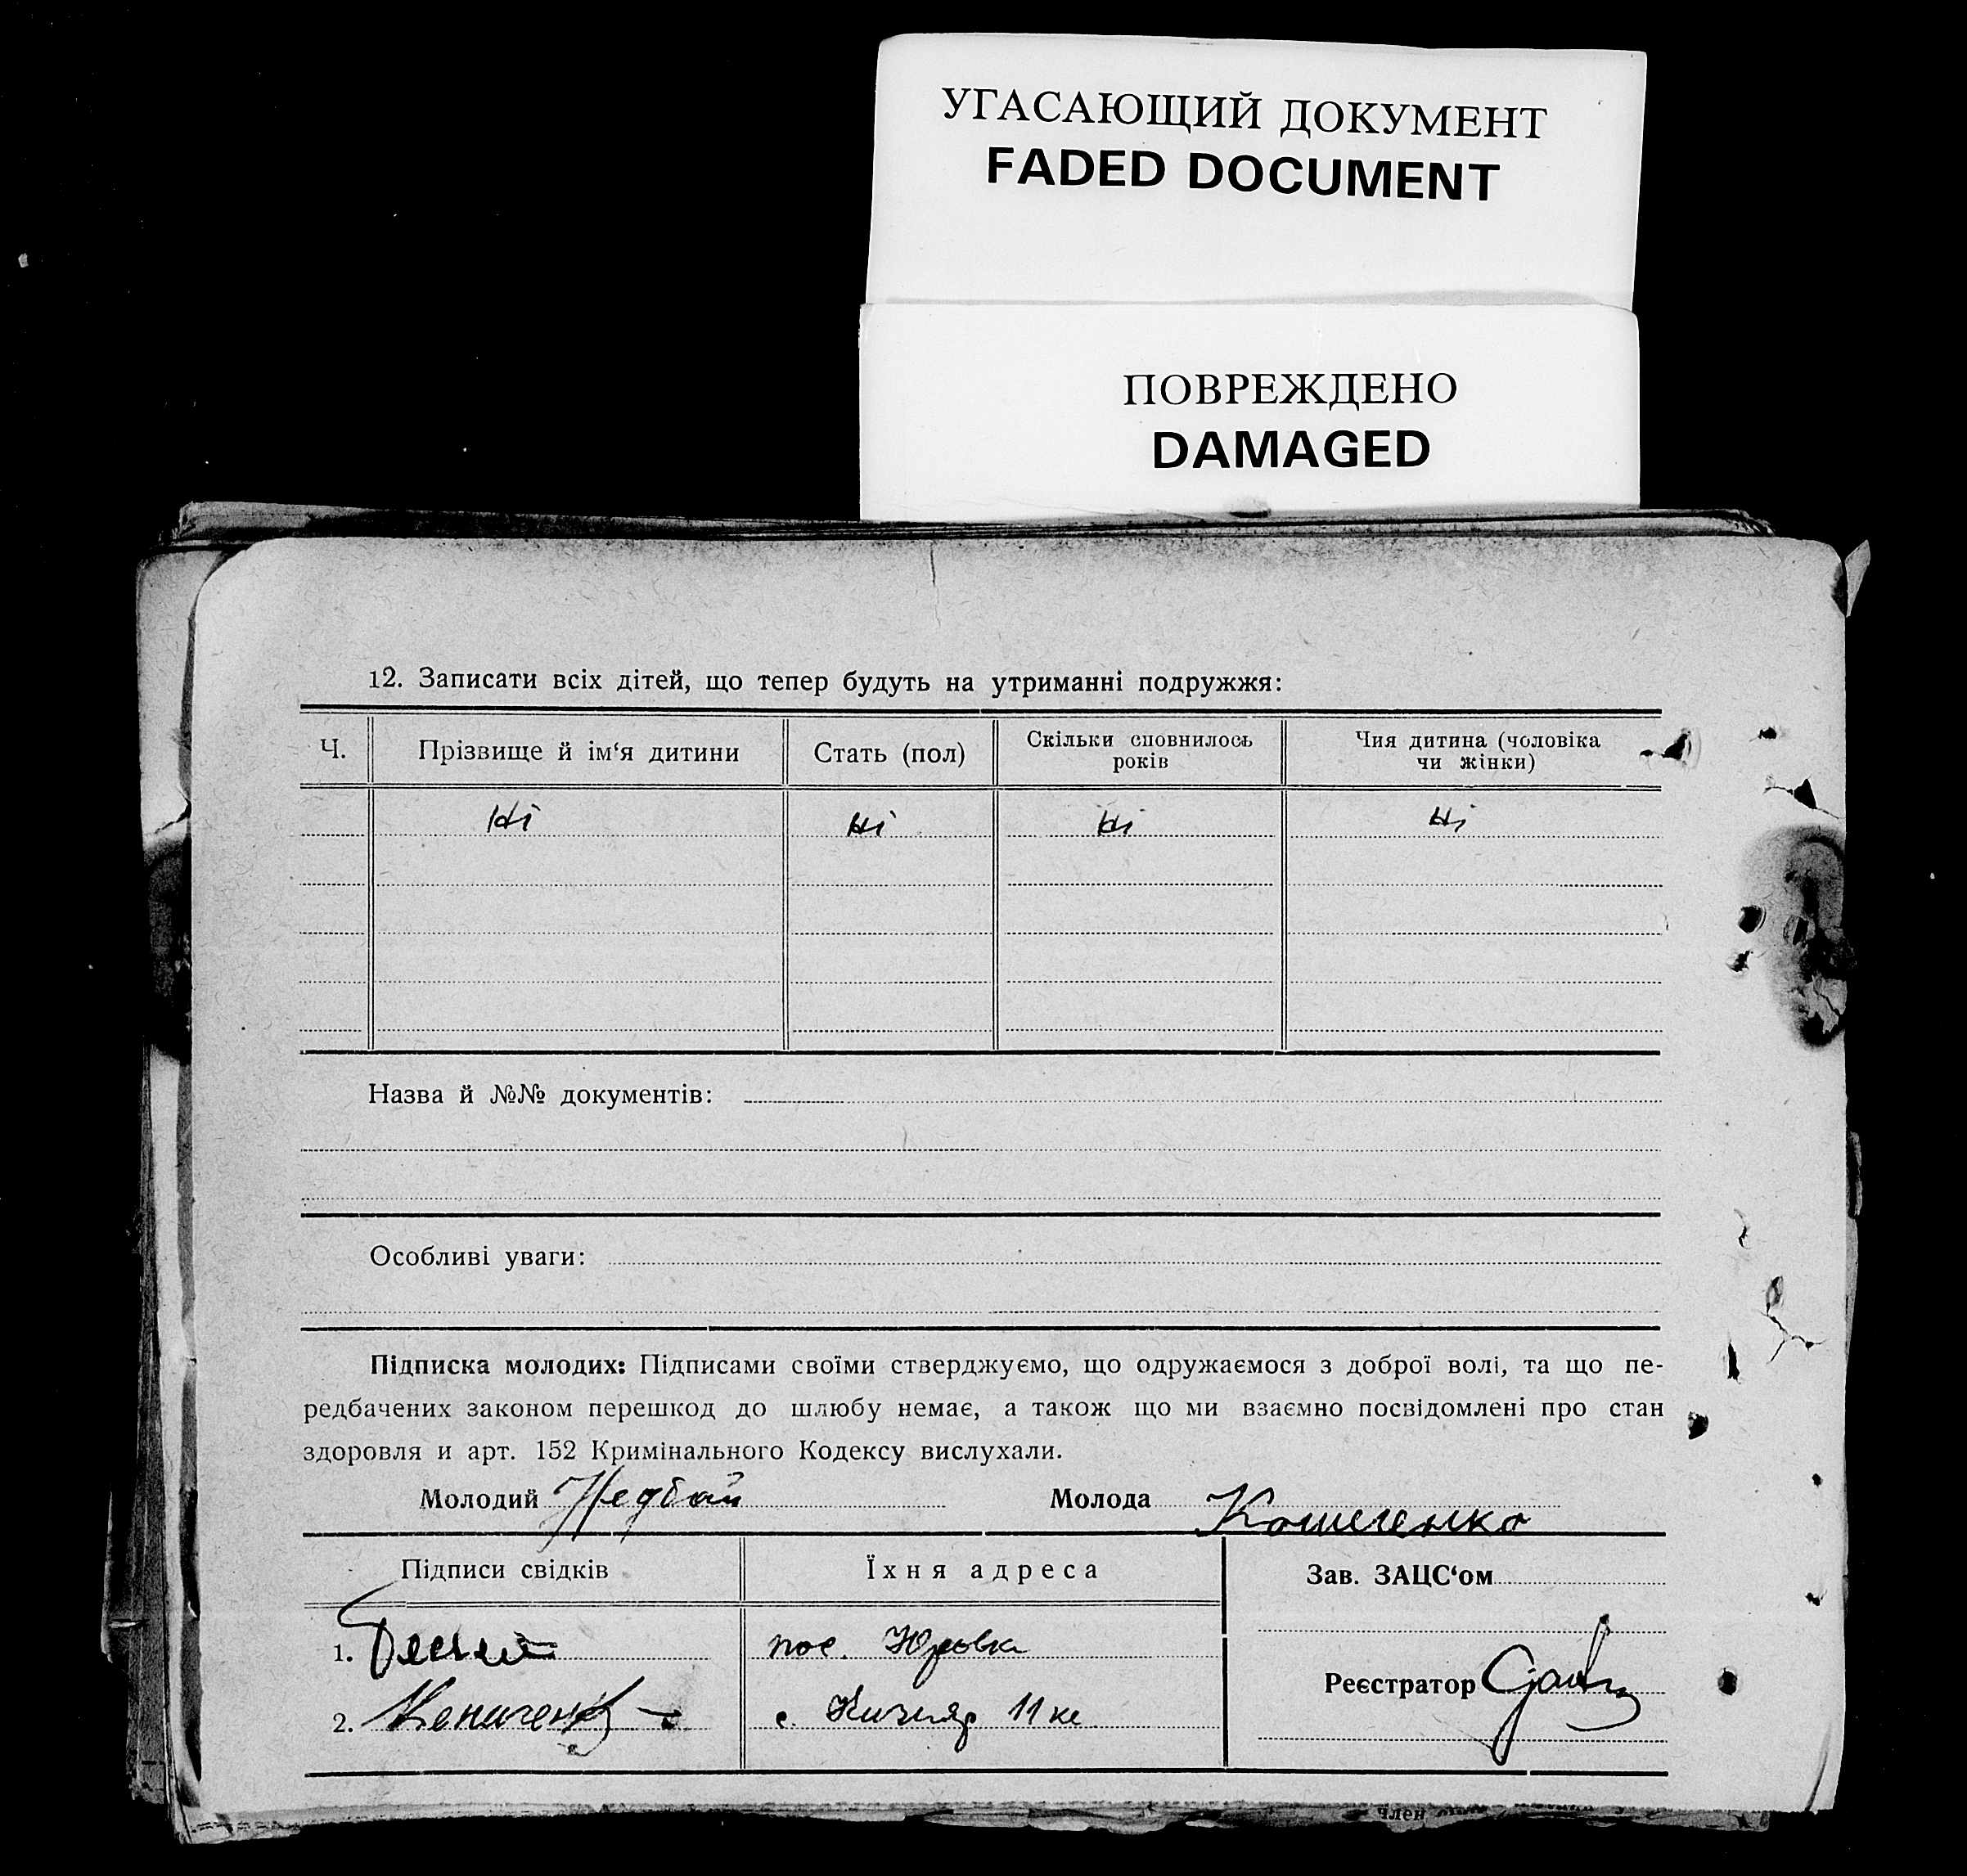 УГАСАЮЩИЙ ДОКУМЕНТ
FADED DOCUMENT
ПОВРЕЖДЕНО
DAMAGED
12. Записати всіх дітей, що тепер будуть на утриманні подружжя:
Ч. Прізвище й ім‘я дитини Стать (пол) Скільки сповнилось років Чия дитина (чоловіка чи жінки)
Ні Ні Ні Ні
Назва й №№ документів:
Особливі уваги:
Підписка молодих: Підписами своїми стверджуємо, що одружаємося з доброї волі, та що пе-
редбачених законом перешкод до шлюбу немає, а також що ми взаємно посвідомлені про стан
здоровля и арт. 152 Кримінального Кодексу вислухали.
Молодий Недбай Молода Кошеленко
Підписи свідків Їхня адреса Зав. ЗАЦС‘ом
1. пос. Юровка
Реєстратор
2. с. 11
член